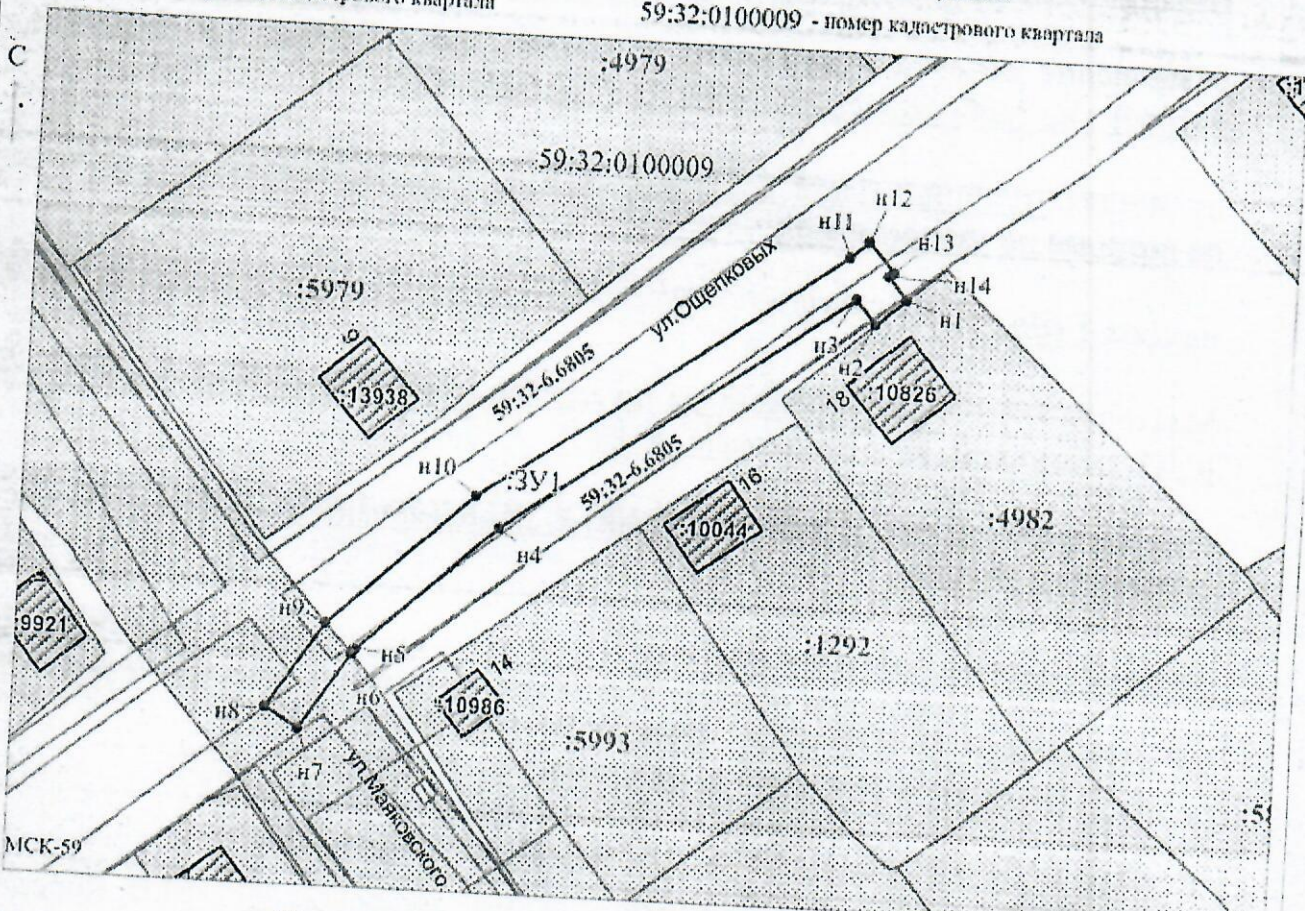 кадастрового квартала
59:32:0100009 - номер кадастрового квартала
С
:4979
59:32:0100009
н12
н11
н13
:5979
ул.Ощепковых
н14
н1
9
н3
59:32-6.6805
н2
:13938
:10826
18
н10
:ЗУ1
59:32-6.6805
16
:10044
:4982
н4
н9
:9921
н5
:1292
14
н6
н8
:10986
:5993
н7
ул.Маяковского
МСК-59